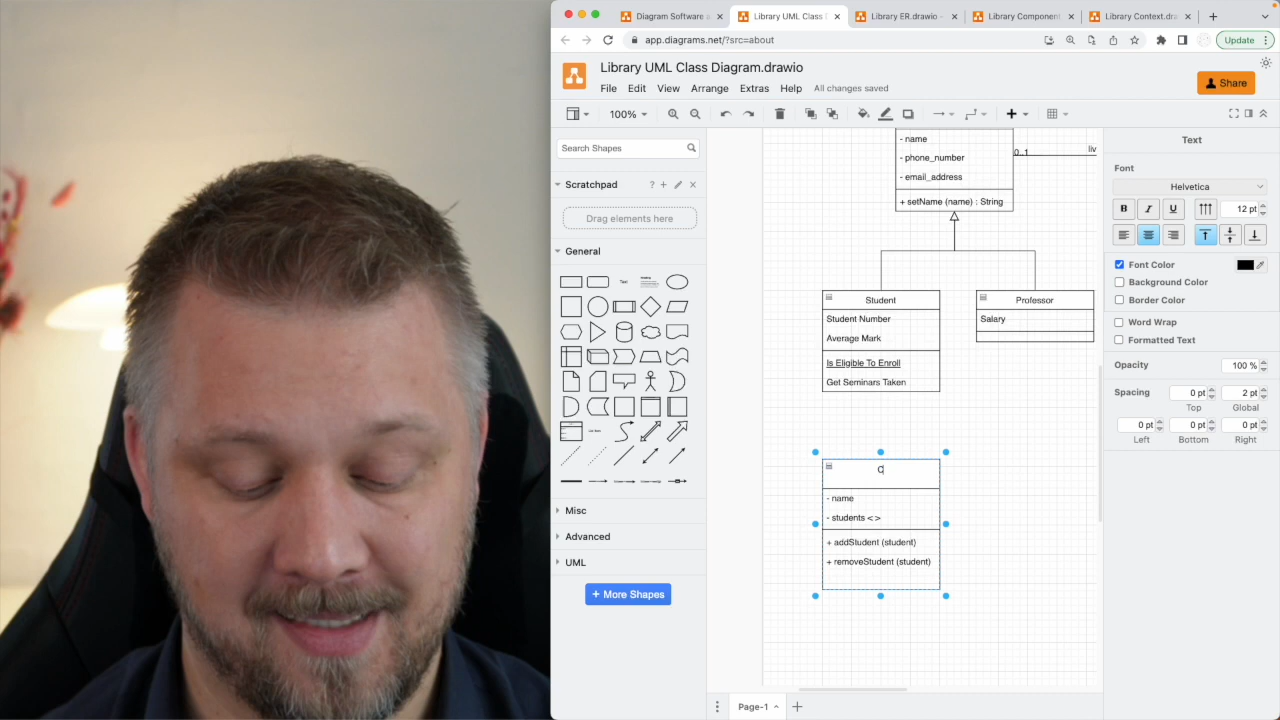 Diagram Software a
Library UML Class
Library ER.drawio -
Library Component
Library Context.dra
app.diagrams.net/?src=about
Update
Library UML Class Diagram.drawio
File Edit View Arrange Extras Help All changes saved
Share
100%
Search Shapes
Scratchpad
Drag elements here
General
Text
Misc
Advanced
UML
+ More Shapes
- name
- phone_number
- email_address
+ setName (name) : String
0..1
liv
Student
Student Number
Average Mark
Is Eligible To Enroll
Get Seminars Taken
Professor
Salary
C
- name
- students < >
+ addStudent (student)
+ removeStudent (student)
Page-1
Text
Font
Helvetica
B I U 12 pt
Font Color
Background Color
Border Color
Word Wrap
Formatted Text
Opacity 100 %
Spacing 0 pt 2 pt
Top Global
0 pt 0 pt 0 pt
Left Bottom Right